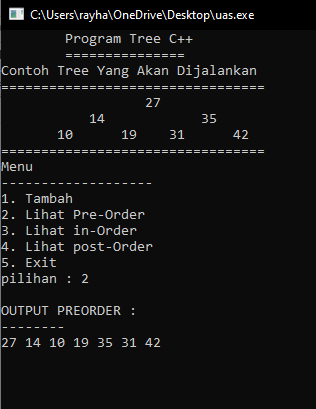 C:\Users\rayha\OneDrive\Desktop\uas.exe
Program Tree C++
===============
Contoh Tree Yang Akan Dijalankan
=================================
27
14 35
10 19 31 42
=================================
Menu
-------------------
1. Tambah
2. Lihat Pre-Order
3. Lihat in-Order
4. Lihat post-Order
5. Exit
pilihan : 2
OUTPUT PREORDER :
--------
27 14 10 19 35 31 42